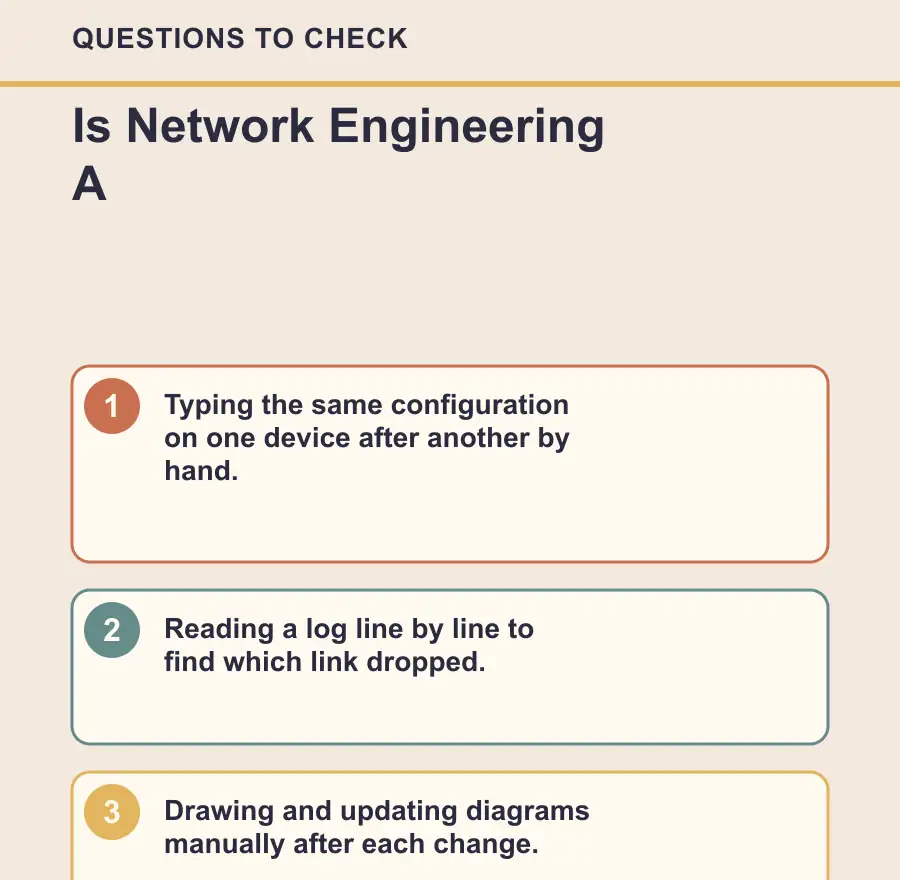 QUESTIONS TO CHECK
Is Network Engineering
A
1
Typing the same configuration
on one device after another by
hand.
2
Reading a log line by line to
find which link dropped.
3
Drawing and updating diagrams
manually after each change.